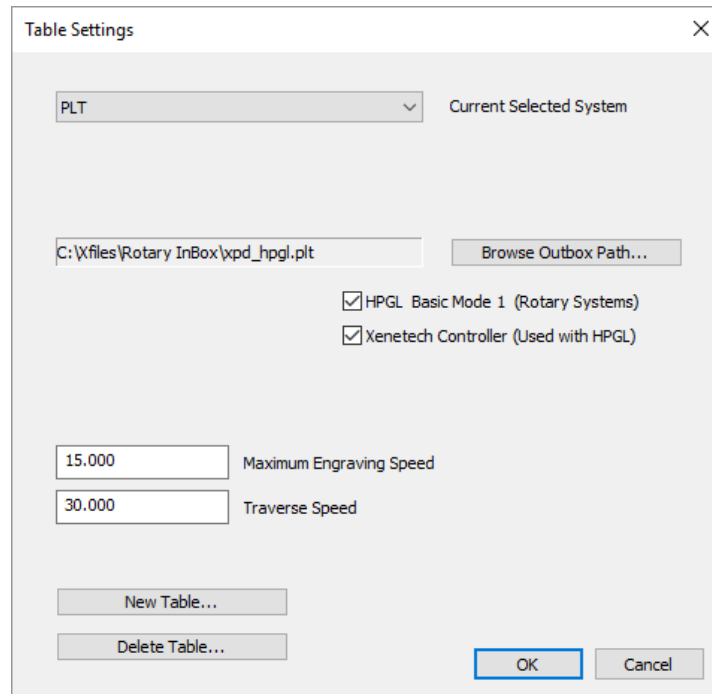 Table Settings
PLT
Current Selected System
C:\Xfiles\Rotary InBox\xpd_hpgl.plt
Browse Outbox Path...
HPGL Basic Mode 1 (Rotary Systems)
Xenetech Controller (Used with HPGL)
15.000
Maximum Engraving Speed
30.000
Traverse Speed
New Table...
Delete Table...
OK
Cancel